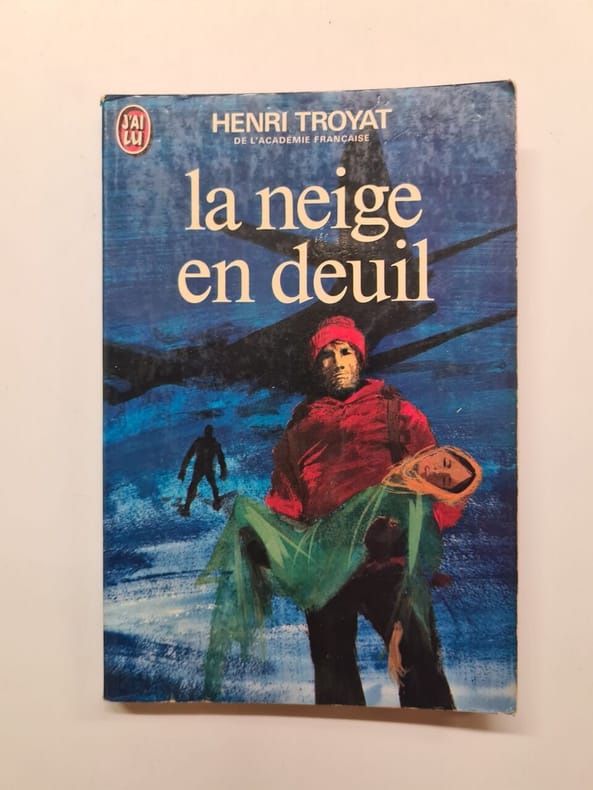 J'AI
LU
HENRI TROYAT
DE L'ACADÉMIE FRANÇAISE
la neige
en deuil